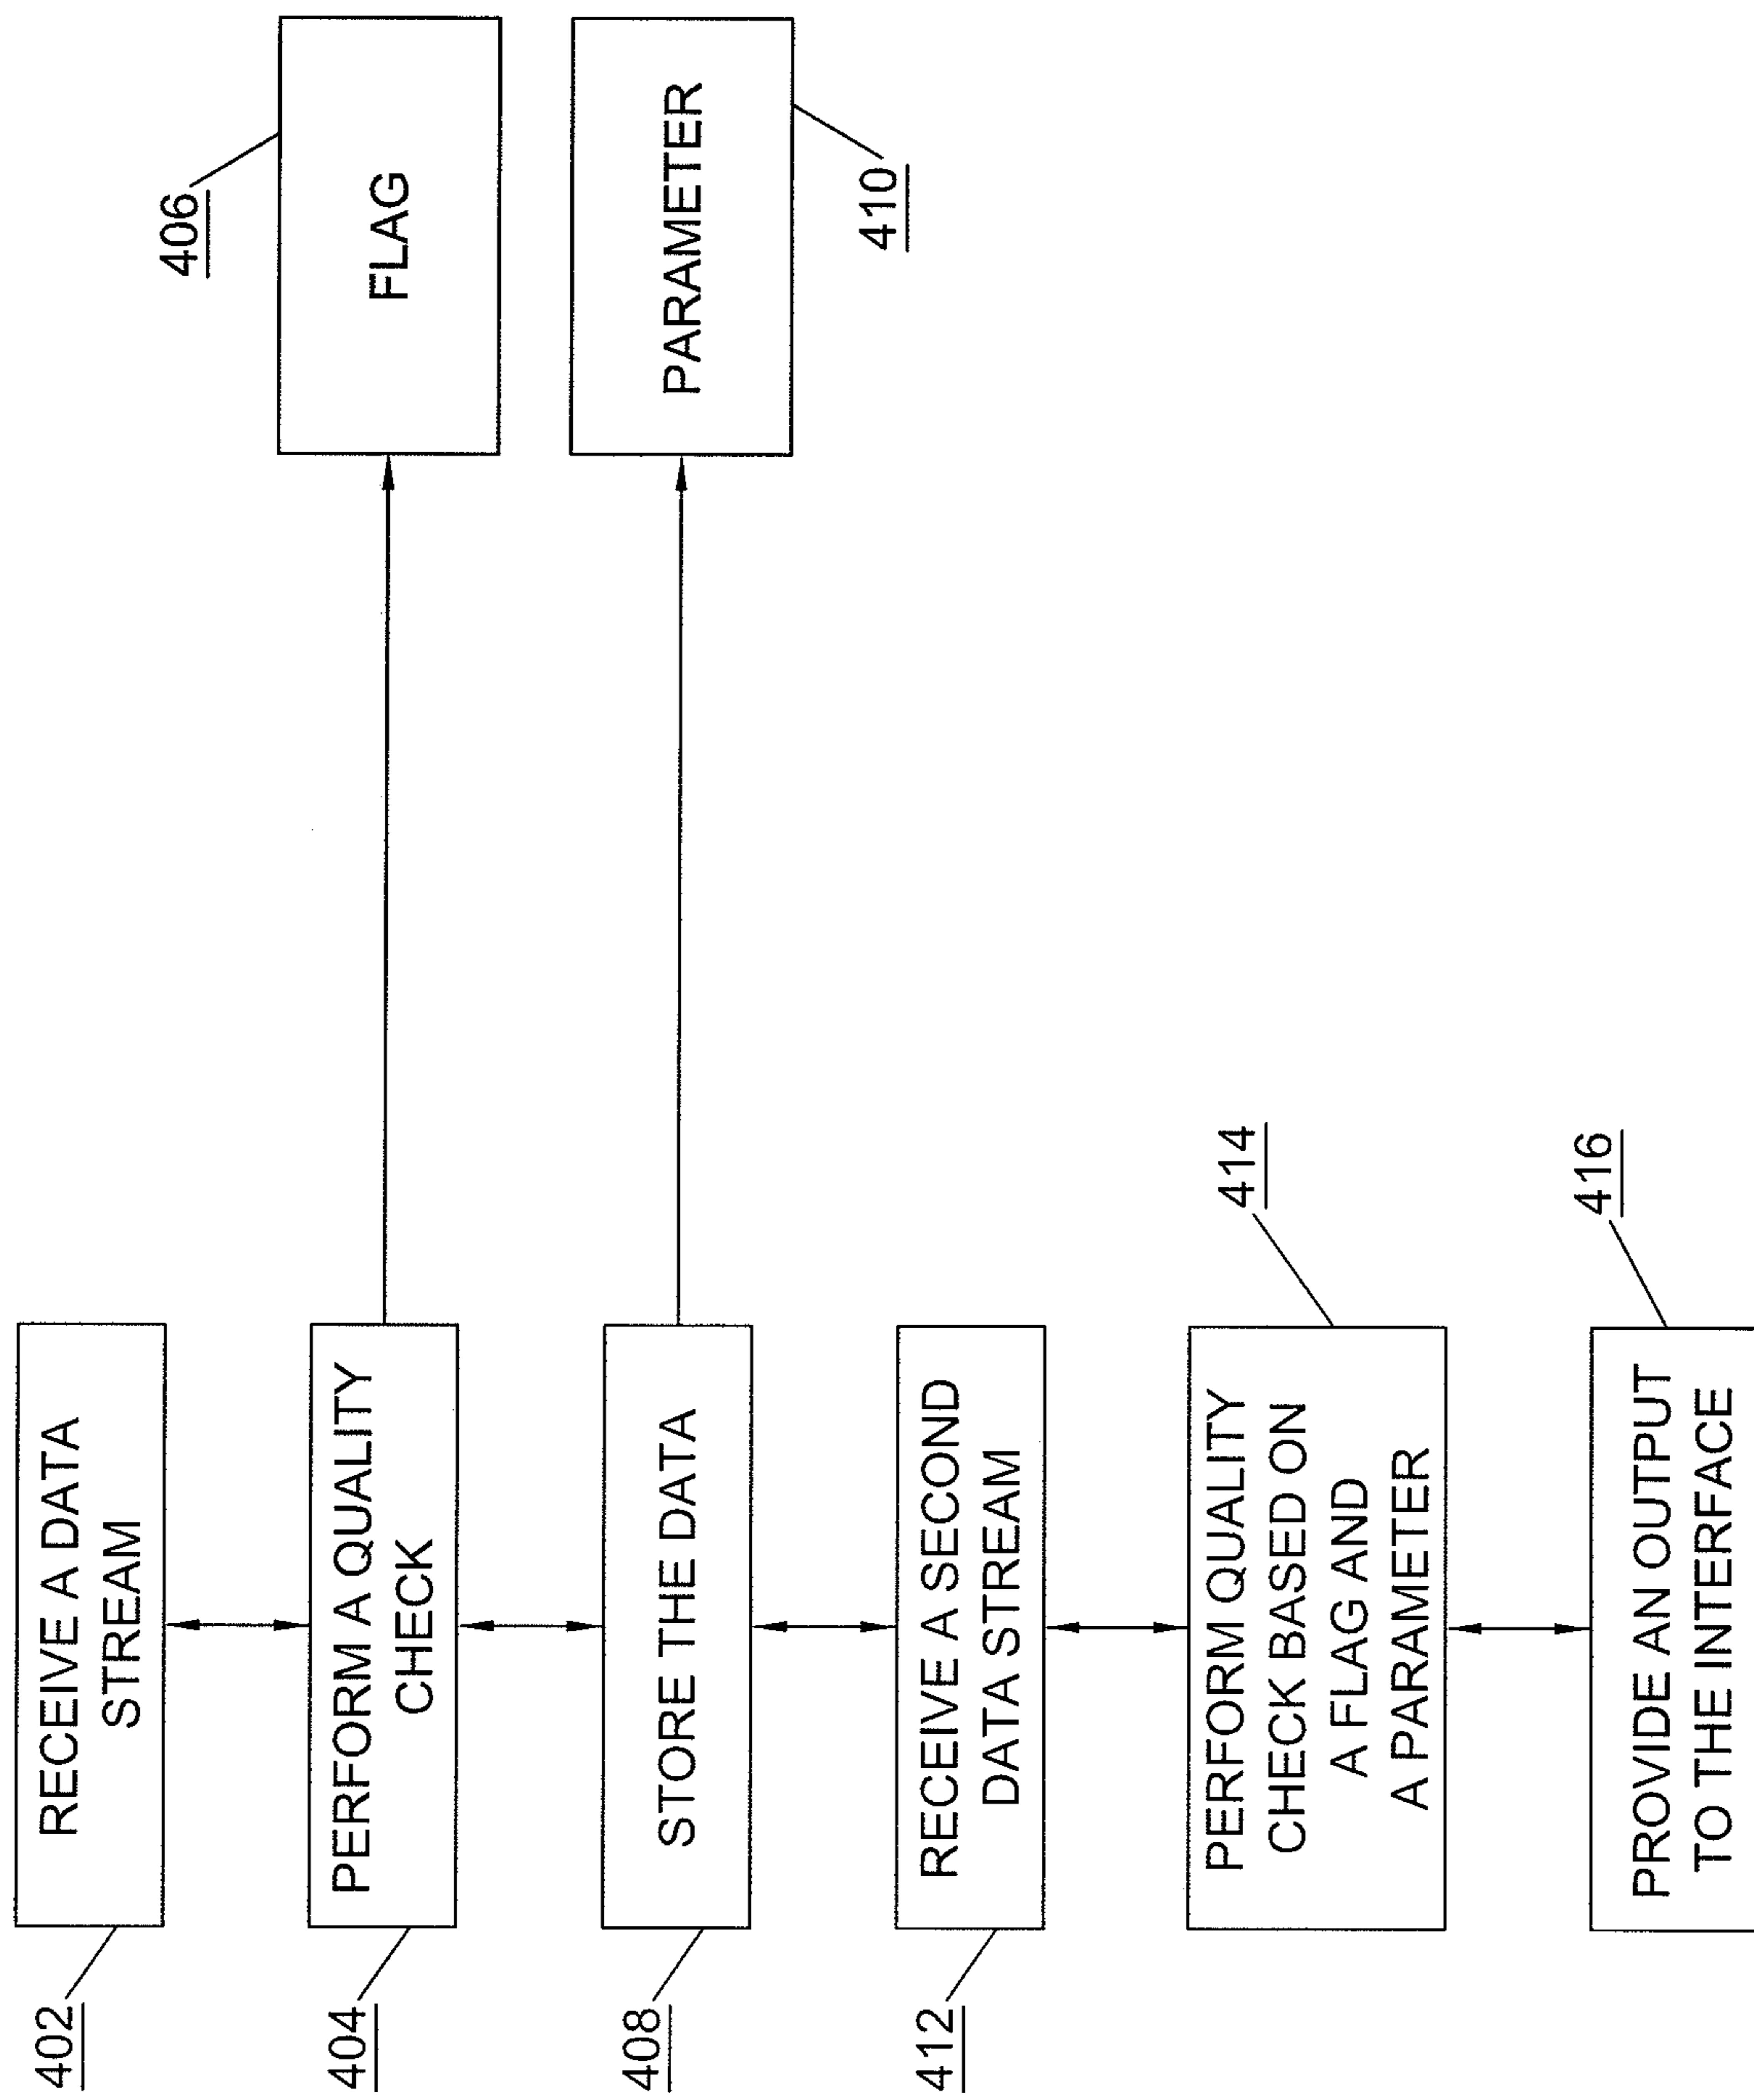 402
RECEIVE A DATA
STREAM
404
PERFORM A QUALITY
CHECK
406
FLAG
408
STORE THE DATA
410
PARAMETER
412
RECEIVE A SECOND
DATA STREAM
414
PERFORM QUALITY
CHECK BASED ON
A FLAG AND
A PARAMETER
416
PROVIDE AN OUTPUT
TO THE INTERFACE